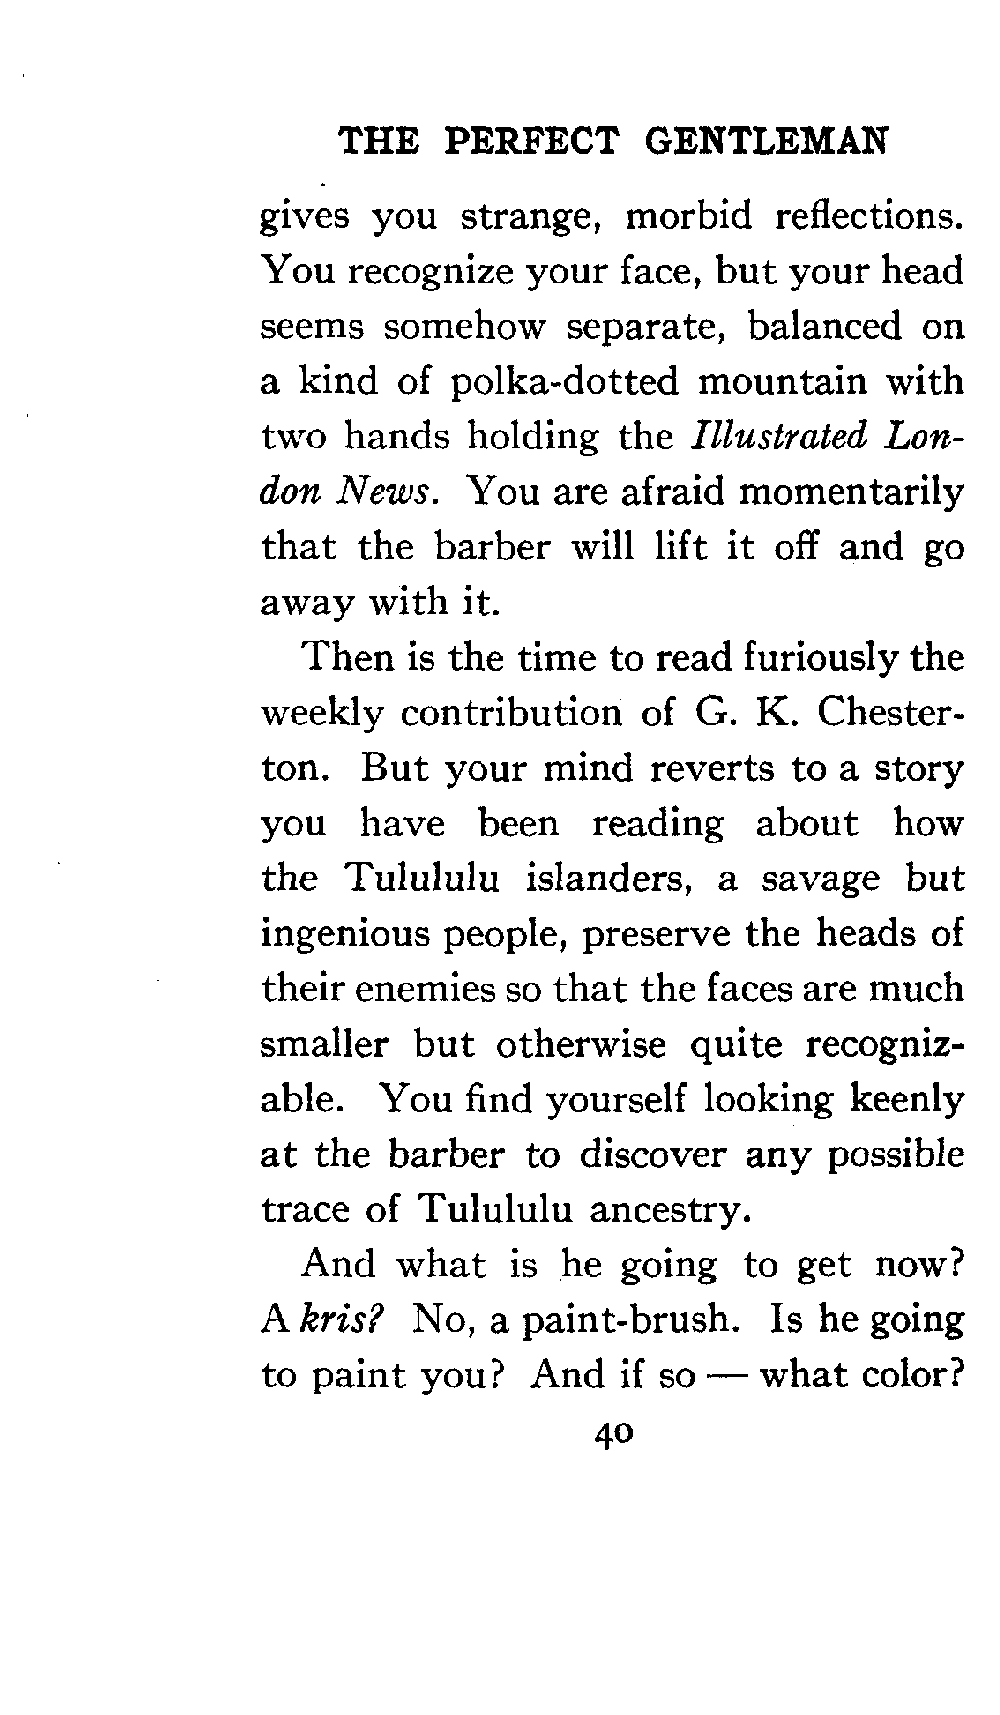 THE PERFECT GENTLEMAN
gives you strange, morbid reflections.
You recognize your face, but your head
seems somehow separate, balanced on
a kind of polka-dotted mountain with
two hands holding the Illustrated Lon-
don News. You are afraid momentarily
that the barber will lift it off and go
away with it.
Then is the time to read furiously the
weekly contribution of G. K. Chester-
ton. But your mind reverts to a story
you have been reading about how
the Tulululu islanders, a savage but
ingenious people, preserve the heads of
their enemies so that the faces are much
smaller but otherwise quite recogniz-
able. You find yourself looking keenly
at the barber to discover any possible
trace of Tulululu ancestry.
And what is he going to get now?
A kris? No, a paint-brush. Is he going
to paint you? And if so — what color?
40